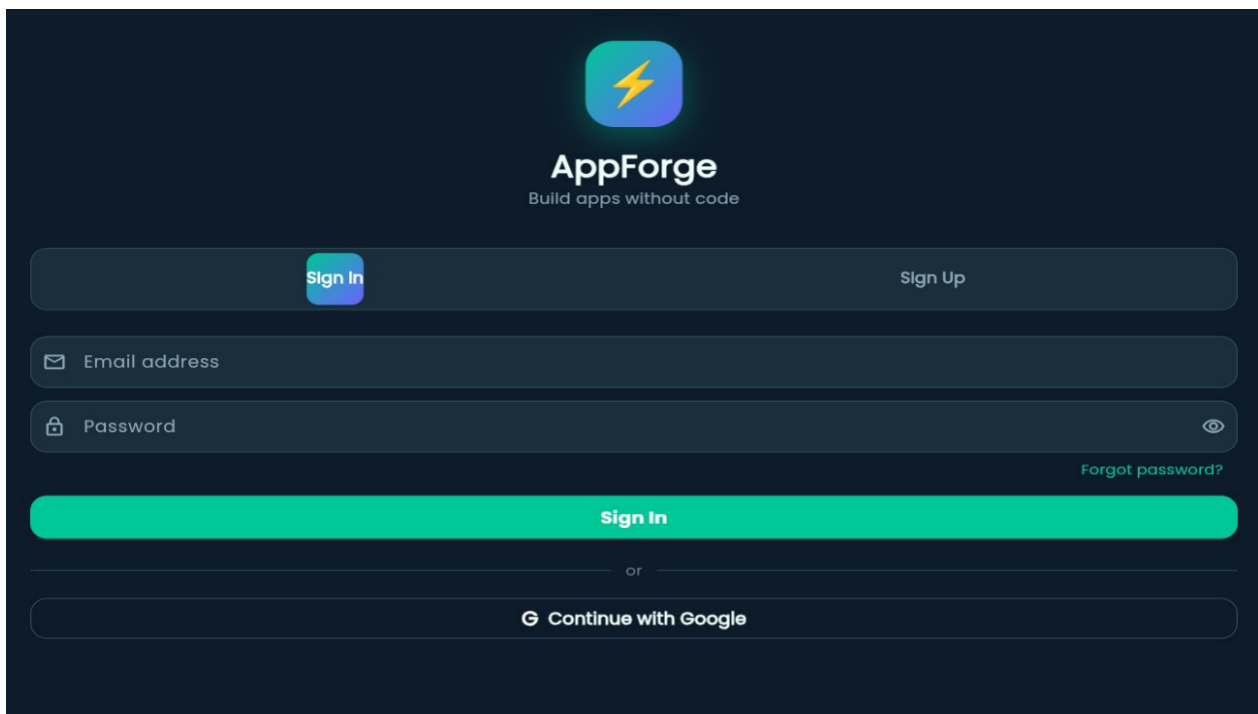 AppForge
Build apps without code
Sign In
Sign Up
Email address
Password
Forgot password?
Sign In
or
G Continue with Google